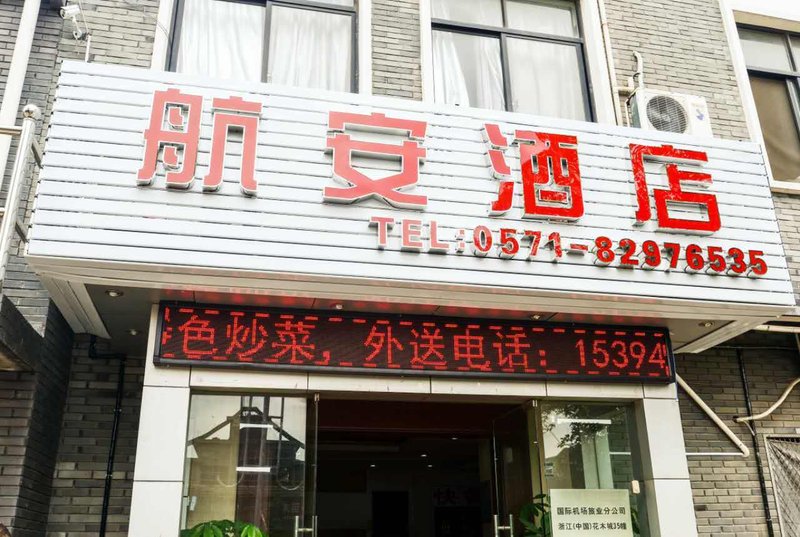 航安酒店
TEL:0571-82976535
色炒菜，外送电话：15394
国际机场旅业分公司
浙江(中国)花木城35幢